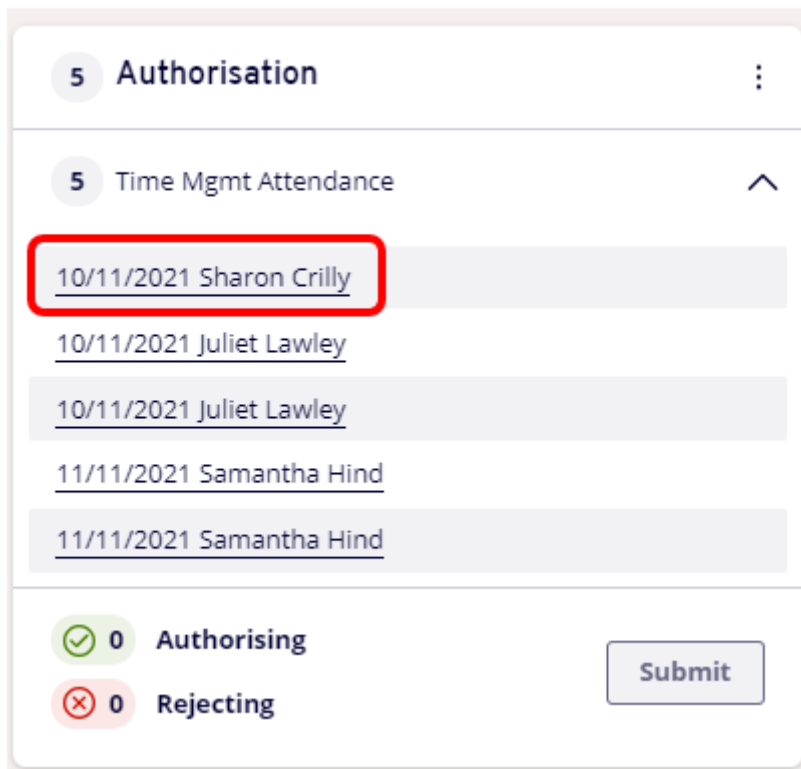 5 Authorisation
5 Time Mgmt Attendance
10/11/2021 Sharon Crilly
10/11/2021 Juliet Lawley
10/11/2021 Juliet Lawley
11/11/2021 Samantha Hind
11/11/2021 Samantha Hind
0 Authorising
Submit
0 Rejecting